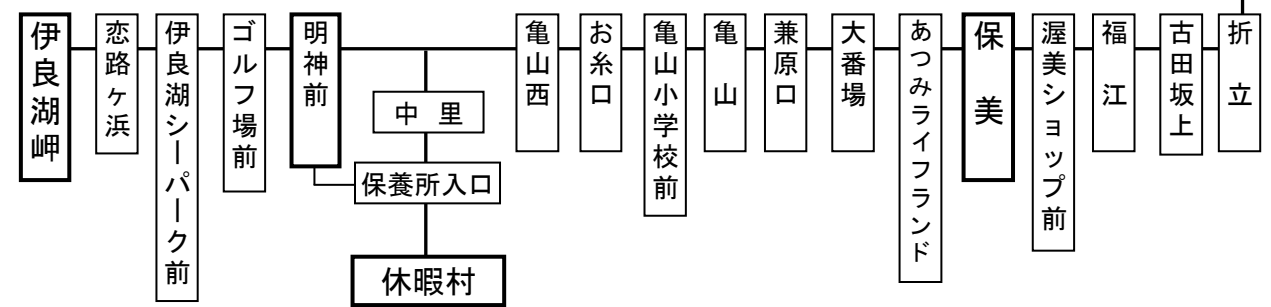 伊良湖岬
恋路ヶ浜
伊良湖シーパーク前
ゴルフ場前
明神前
中里
保養所入口
休暇村
亀山西
お糸口
亀山小学校前
亀山
兼原口
大番場
あつみライフランド
保美
渥美ショップ前
福江
古田坂上
折立